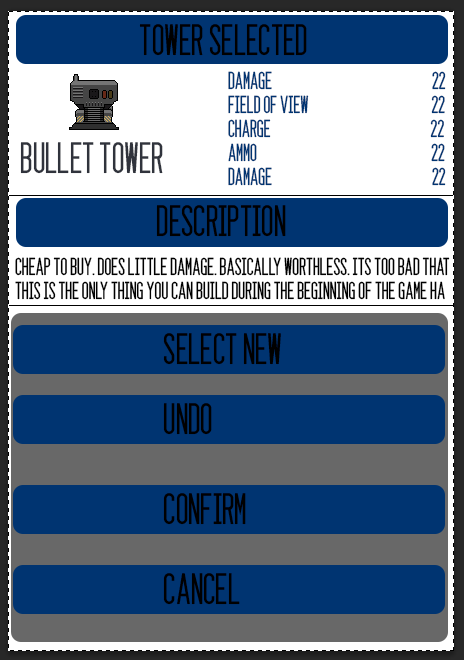 TOWER SELECTED
BULLET TOWER
DAMAGE 22
FIELD OF VIEW 22
CHARGE 22
AMMO 22
DAMAGE 22
DESCRIPTION
CHEAP TO BUY. DOES LITTLE DAMAGE. BASICALLY WORTHLESS. ITS TOO BAD THAT
THIS IS THE ONLY THING YOU CAN BUILD DURING THE BEGINNING OF THE GAME HA
SELECT NEW
UNDO
CONFIRM
CANCEL